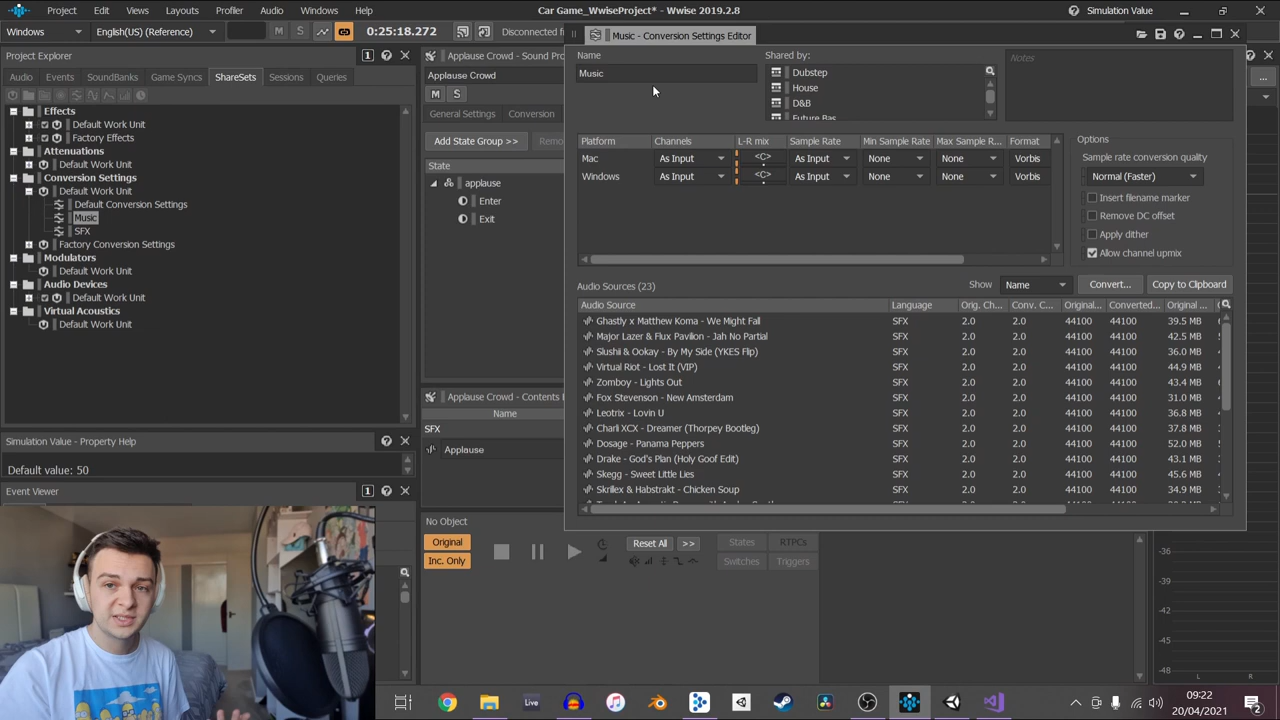 Project Edit Views Layouts Profiler Audio Windows Help
Car Game_WwiseProject* - Wwise 2019.2.8
Simulation Value
Windows English(US) (Reference) M S 0:25:18.272 Disconnected fr
Music - Conversion Settings Editor
Project Explorer 1
Applause Crowd - Sound Pro
Audio Events SoundBanks Game Syncs ShareSets Sessions Queries
Applause Crowd
M S
General Settings Conversion
Add State Group >> Remo
State
applause
Enter
Exit
Effects
Default Work Unit
Factory Effects
Attenuations
Default Work Unit
Conversion Settings
Default Work Unit
Default Conversion Settings
Music
SFX
Factory Conversion Settings
Modulators
Default Work Unit
Audio Devices
Default Work Unit
Virtual Acoustics
Default Work Unit
Name
Music
Shared by:
Dubstep
House
D&B
Future Bas
Notes
Platform Channels L-R mix Sample Rate Min Sample Rate Max Sample R... Format
Mac As Input <C> As Input None None Vorbis
Windows As Input <C> As Input None None Vorbis
Options
Sample rate conversion quality
Normal (Faster)
Insert filename marker
Remove DC offset
Apply dither
Allow channel upmix
Audio Sources (23) Show Name Convert... Copy to Clipboard
Audio Source Language Orig. Ch... Conv. C... Original... Converted... Original ...
Ghastly x Matthew Koma - We Might Fall SFX 2.0 2.0 44100 44100 39.5 MB
Major Lazer & Flux Pavilion - Jah No Partial SFX 2.0 2.0 44100 44100 42.5 MB
Slushii & Ookay - By My Side (YKES Flip) SFX 2.0 2.0 44100 44100 36.0 MB
Virtual Riot - Lost It (VIP) SFX 2.0 2.0 44100 44100 44.9 MB
Zomboy - Lights Out SFX 2.0 2.0 44100 44100 43.4 MB
Fox Stevenson - New Amsterdam SFX 2.0 2.0 44100 44100 31.0 MB
Leotrix - Lovin U SFX 2.0 2.0 44100 44100 36.8 MB
Charli XCX - Dreamer (Thorpey Bootleg) SFX 2.0 2.0 44100 44100 37.8 MB
Dosage - Panama Peppers SFX 2.0 2.0 44100 44100 52.0 MB
Drake - God's Plan (Holy Goof Edit) SFX 2.0 2.0 44100 44100 43.1 MB
Skegg - Sweet Little Lies SFX 2.0 2.0 44100 44100 45.6 MB
Skrillex & Habstrakt - Chicken Soup SFX 2.0 2.0 44100 44100 34.9 MB
Applause Crowd - Contents
Name
SFX
Applause
Simulation Value - Property Help
Default value: 50
Event Viewer 1
No Object
Original
Inc. Only
Reset All >>
States RTPCs
Switches Triggers
-36
-39
-42
-45
-48
L R
Live
09:22
20/04/2021
2